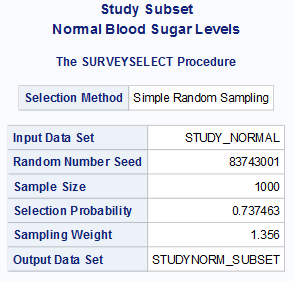 Study Subset
Normal Blood Sugar Levels
The SURVEYSELECT Procedure
Selection Method Simple Random Sampling
Input Data Set STUDY_NORMAL
Random Number Seed 83743001
Sample Size 1000
Selection Probability 0.737463
Sampling Weight 1.356
Output Data Set STUDYNORM_SUBSET